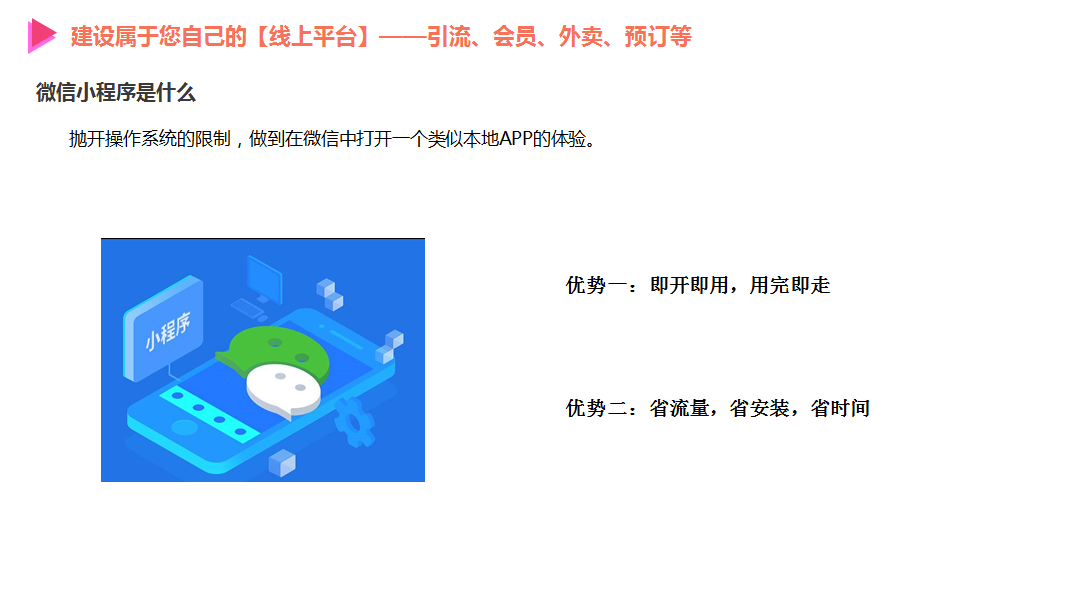 建设属于您自己的【线上平台】——引流、会员、外卖、预订等
微信小程序是什么
抛开操作系统的限制，做到在微信中打开一个类似本地APP的体验。
小程序
优势一：即开即用，用完即走
优势二：省流量，省安装，省时间